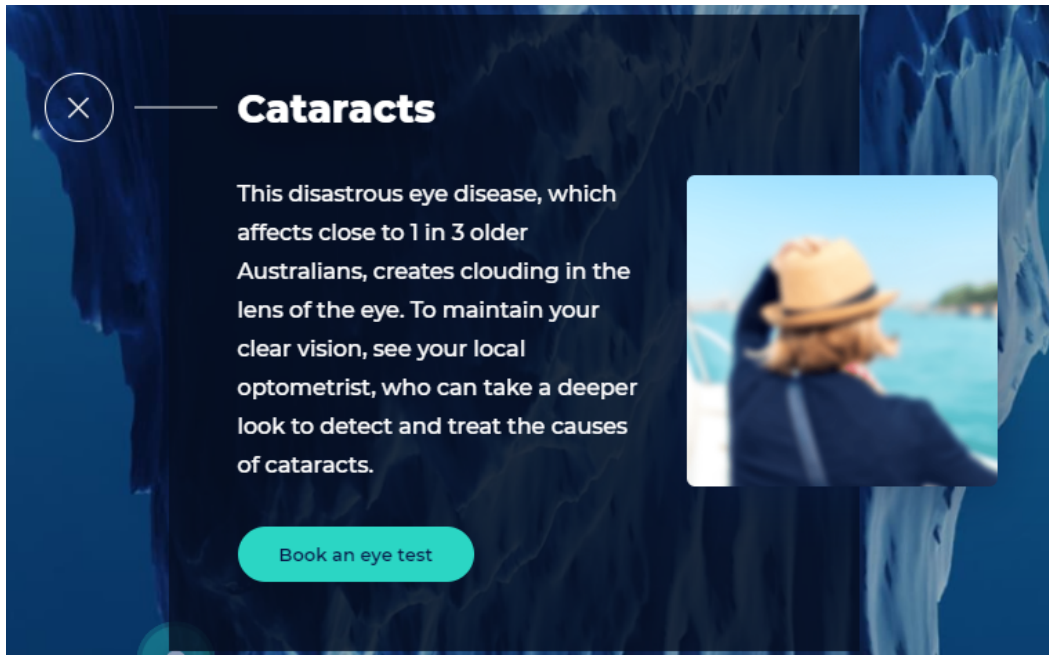 Cataracts
This disastrous eye disease, which
affects close to 1 in 3 older
Australians, creates clouding in the
lens of the eye. To maintain your
clear vision, see your local
optometrist, who can take a deeper
look to detect and treat the causes
of cataracts.
Book an eye test